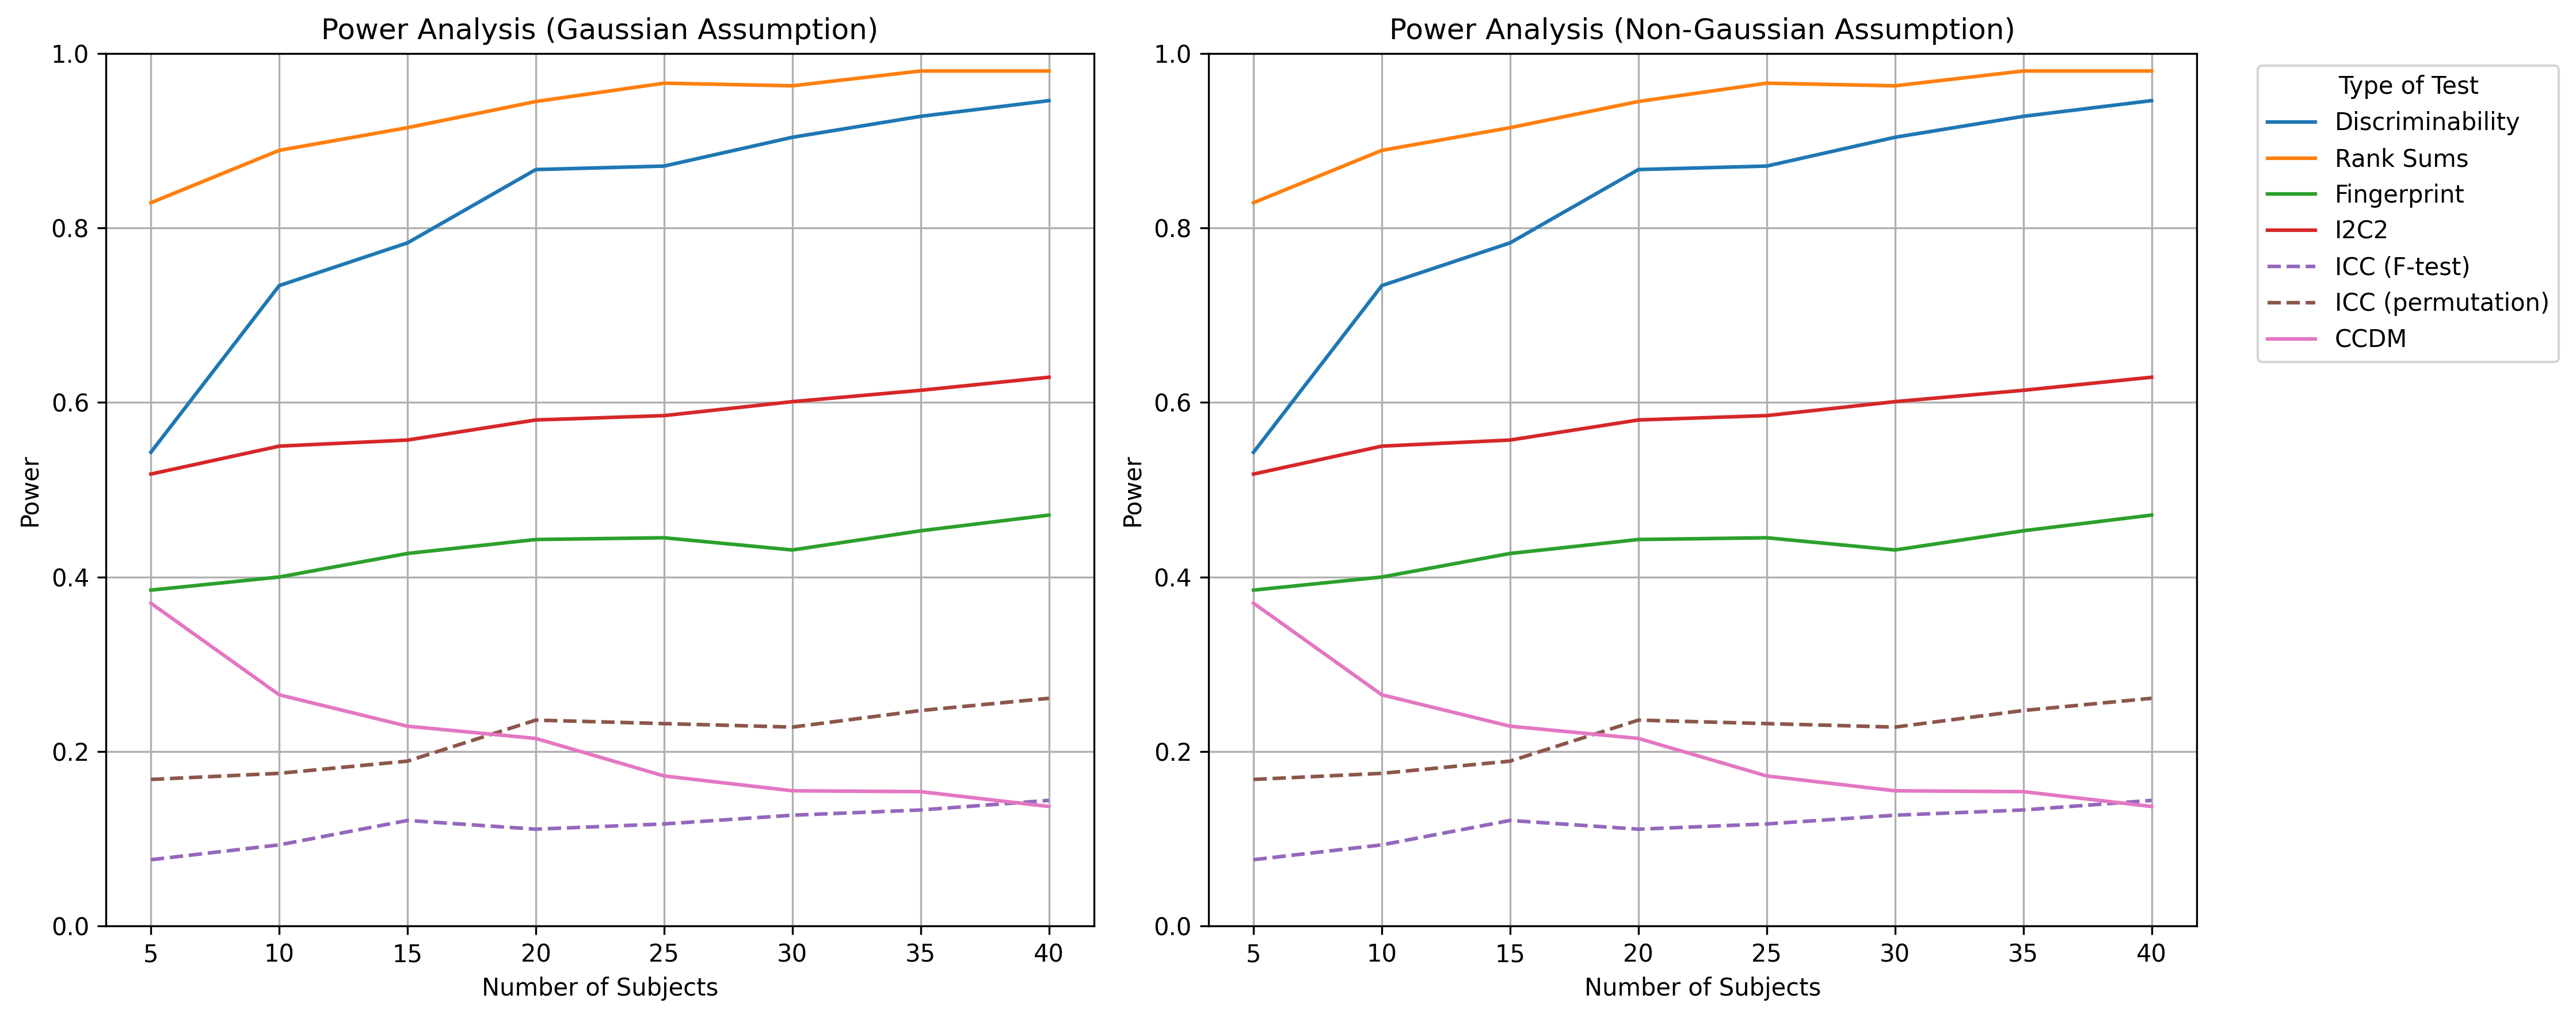 Power Analysis (Gaussian Assumption)
1.0
0.8
0.6
0.4
0.2
0.0
Power
5 10 15 20 25 30 35 40
Number of Subjects
Power Analysis (Non-Gaussian Assumption)
1.0
0.8
0.6
0.4
0.2
0.0
Power
5 10 15 20 25 30 35 40
Number of Subjects
Type of Test
Discriminability
Rank Sums
Fingerprint
I2C2
ICC (F-test)
ICC (permutation)
CCDM